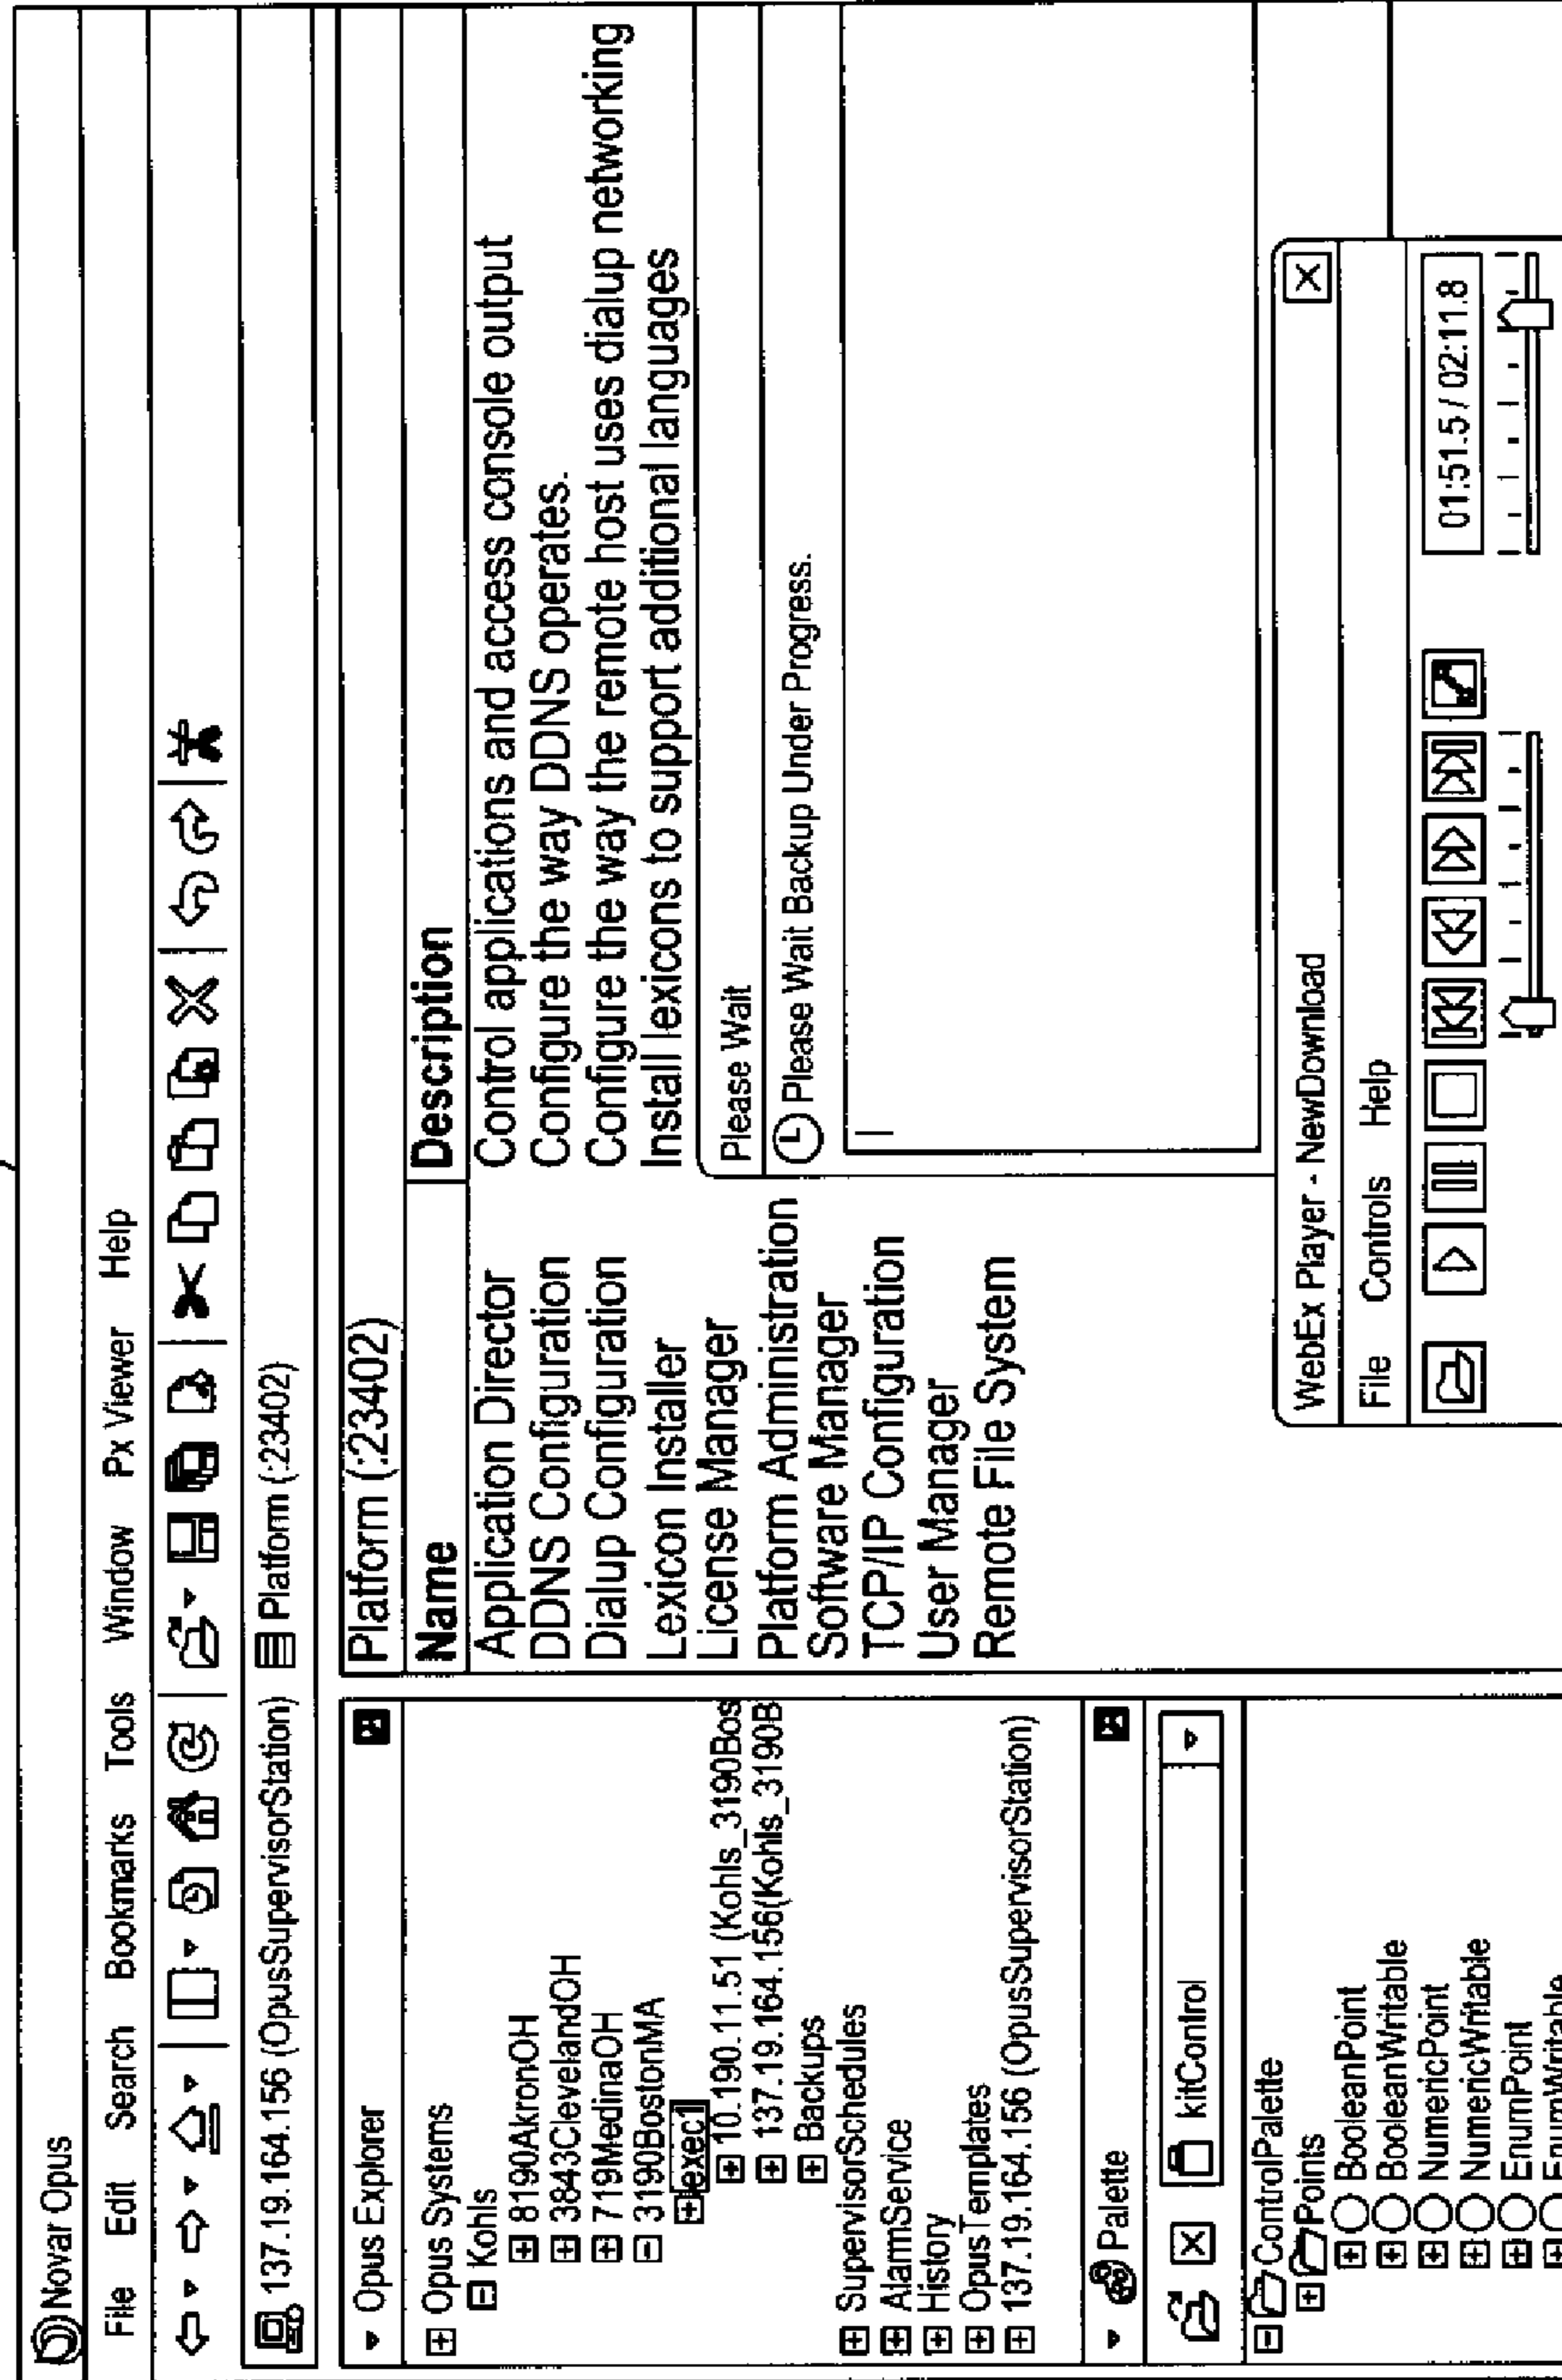 Novar Opus
File Edit Search Bookmarks Tools Window Px Viewer Help
137.19.164.156 (OpusSupervisorStation) Platform (:23402)
Opus Explorer
Opus Systems
Kohls
8190AkronOH
3843ClevelandOH
719MedinaOH
3190BostonMA
exec1
10.190.11.51 (Kohls_3190Bos
137.19.164.156(Kohls_3190B
Backups
SupervisorSchedules
AlarmService
History
OpusTemplates
137.19.164.156 (OpusSupervisorStation)
Palette
kitControl
ControlPalette
Points
BooleanPoint
BooleanWritable
NumericPoint
NumericWritable
EnumPoint
EnumWritable
Platform (:23402)
Name Description
Application Director Control applications and access console output
DDNS Configuration Configure the way DDNS operates.
Dialup Configuration Configure the way the remote host uses dialup networking
Lexicon Installer Install lexicons to support additional languages
License Manager
Platform Administration
Software Manager
TCP/IP Configuration
User Manager
Remote File System
Please Wait
Please Wait Backup Under Progress.
WebEx Player - NewDownload
File Controls Help
01:51.5 / 02:11.8